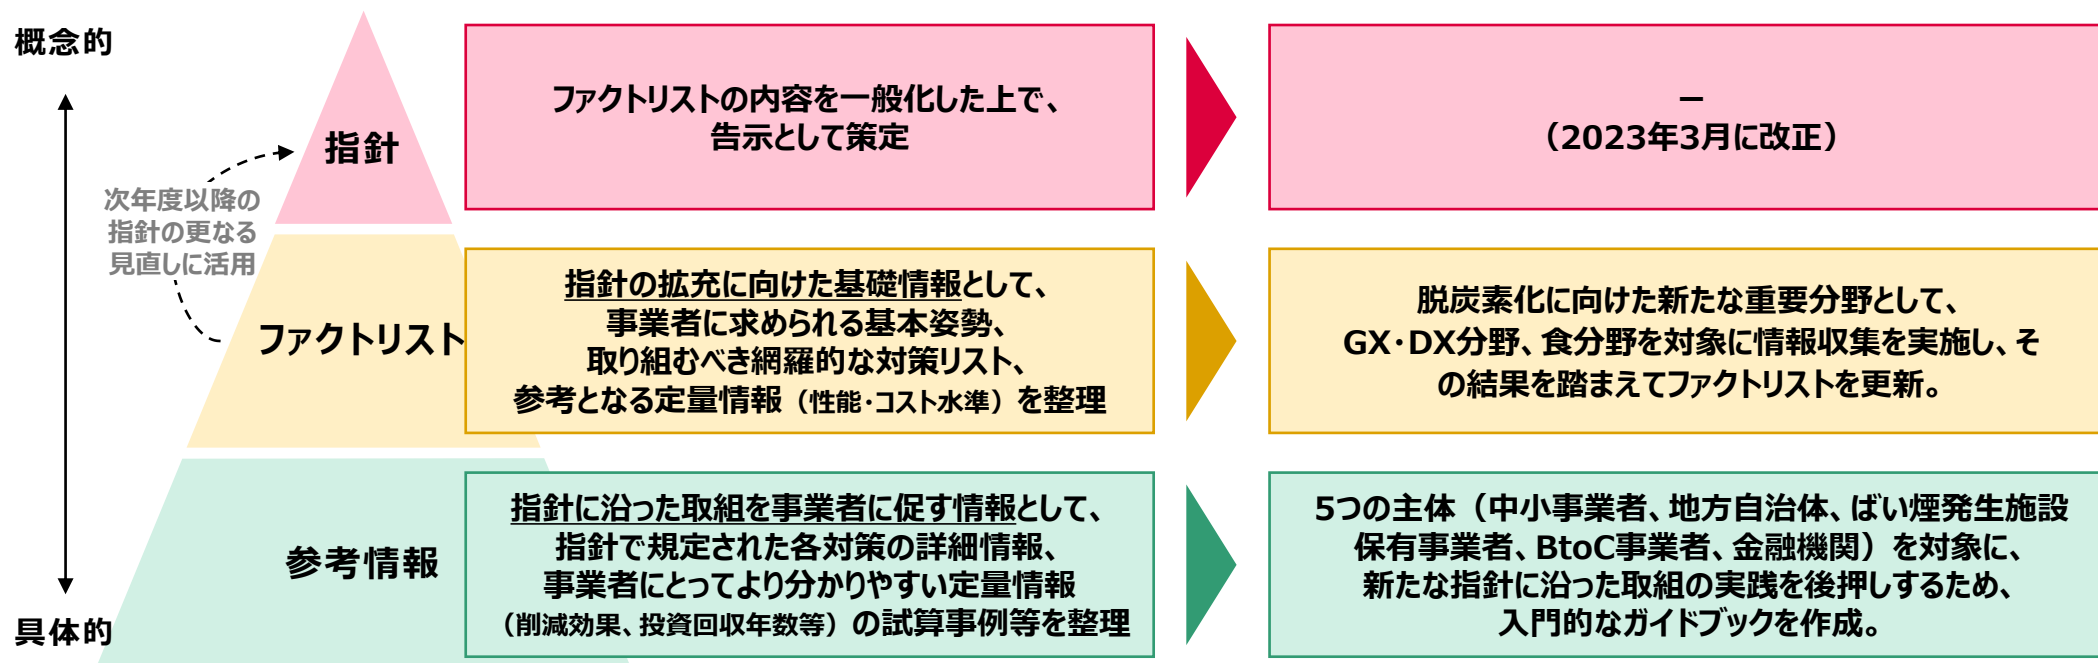 概念的
指針
ファクトリストの内容を一般化した上で、
告示として策定
－
（2023年3月に改正）
次年度以降の
指針の更なる
見直しに活用
ファクトリスト
指針の拡充に向けた基礎情報として、
事業者に求められる基本姿勢、
取り組むべき網羅的な対策リスト、
参考となる定量情報（性能・コスト水準）を整理
脱炭素化に向けた新たな重要分野として、
GX・DX分野、食分野を対象に情報収集を実施し、そ
の結果を踏まえてファクトリストを更新。
参考情報
指針に沿った取組を事業者に促す情報として、
指針で規定された各対策の詳細情報、
事業者にとってより分かりやすい定量情報
（削減効果、投資回収年数等）の試算事例等を整理
5つの主体（中小事業者、地方自治体、ばい煙発生施設
保有事業者、BtoC事業者、金融機関）を対象に、
新たな指針に沿った取組の実践を後押しするため、
入門的なガイドブックを作成。
具体的